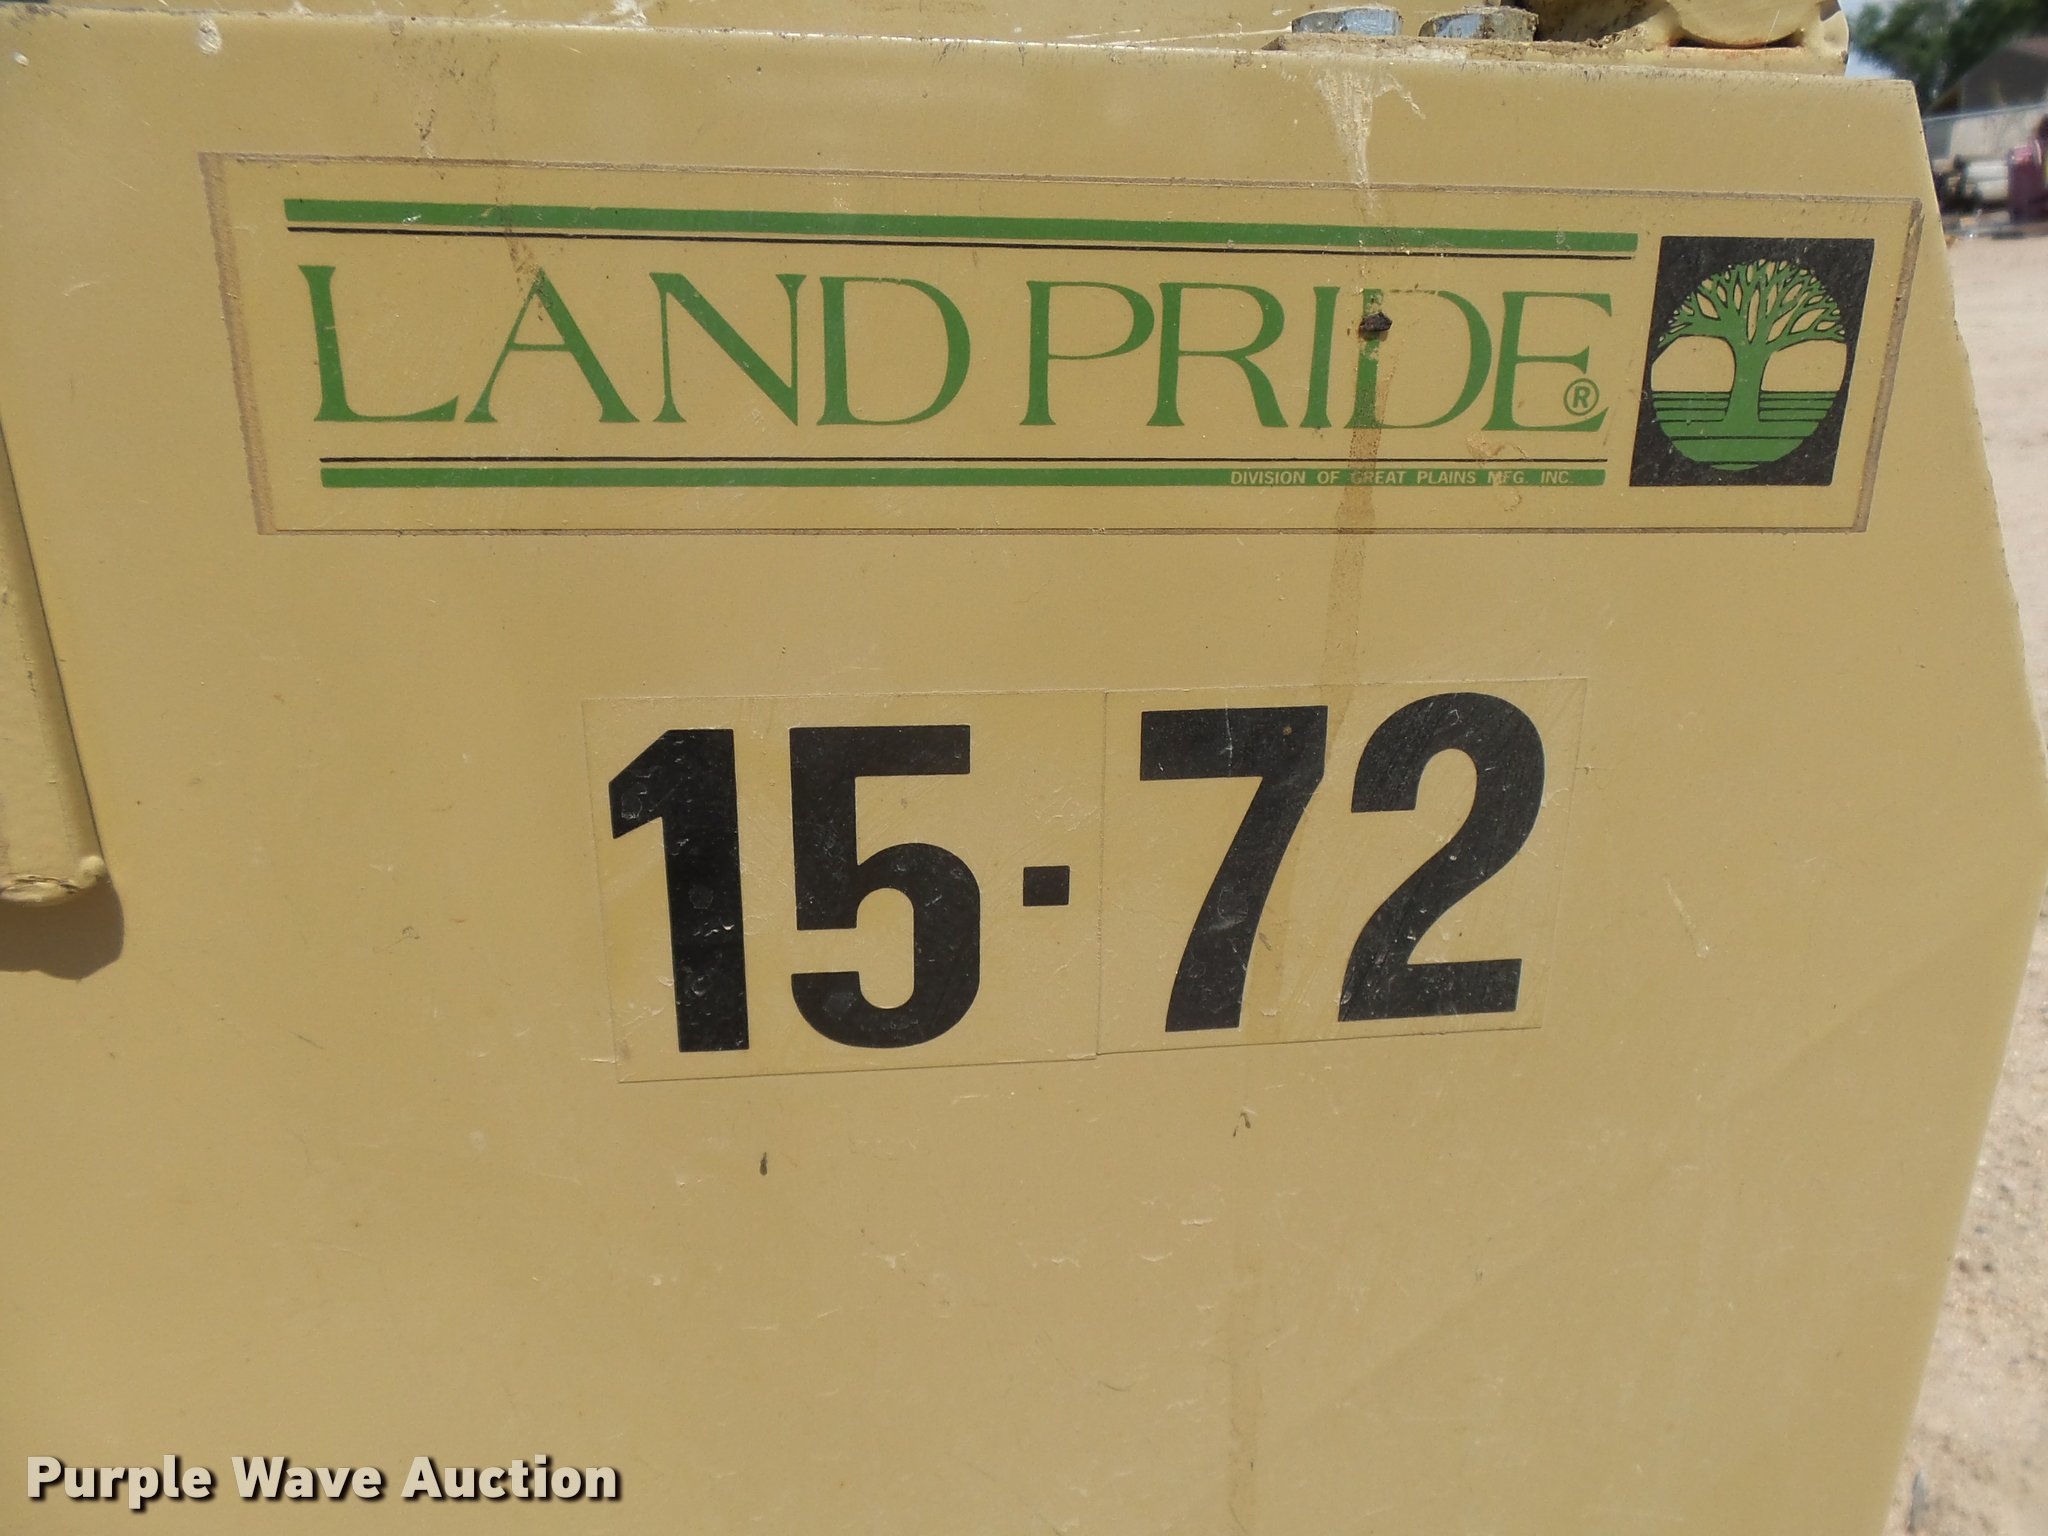 LAND PRIDE®
DIVISION OF GREAT PLAINS MFG. INC.
15-72
Purple Wave Auction